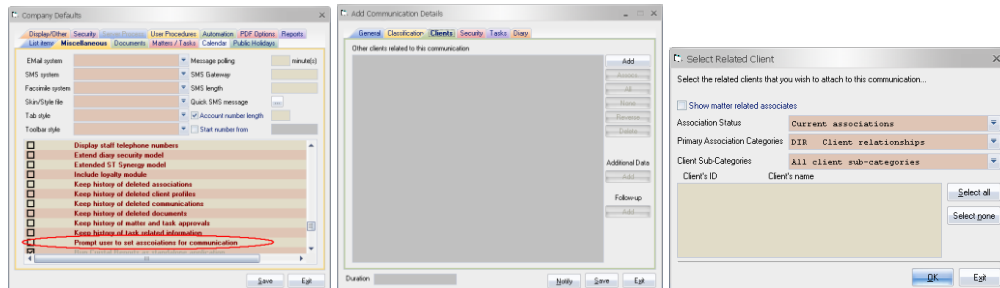 Company Defaults
Display/Other Security User Procedures Automation PDF Options Reports
List items Miscellaneous Documents Matters / Tasks Calendar Public Holidays
EMail system
Message polling minute(s)
SMS system
SMS Gateway
Facsimile system
SMS length
Skin/Style file
Quick SMS message ...
Tab style
Account number length
Toolbar style
Start number from
Display staff telephone numbers
Extend diary security model
Extended ST Synergy model
Include loyalty module
Keep history of deleted associations
Keep history of deleted client profiles
Keep history of deleted communications
Keep history of deleted documents
Keep history of matter and task approvals
Keep history of task related information
Prompt user to set asscoiations for communication
Save Exit
Add Communication Details
General Classification Clients Security Tasks Diary
Other clients related to this communication
Add
Annexe
All
None
Reverse
Delete
Additional Data
Add
Follow-up
Add
Duration
Notify Save Exit
Select Related Client
Select the related clients that you wish to attach to this communication...
Show matter related associates
Association Status Current associations
Primary Association Categories DIR Client relationships
Client Sub-Categories All client sub-categories
Client's ID Client's name
Select all
Select none
OK Exit